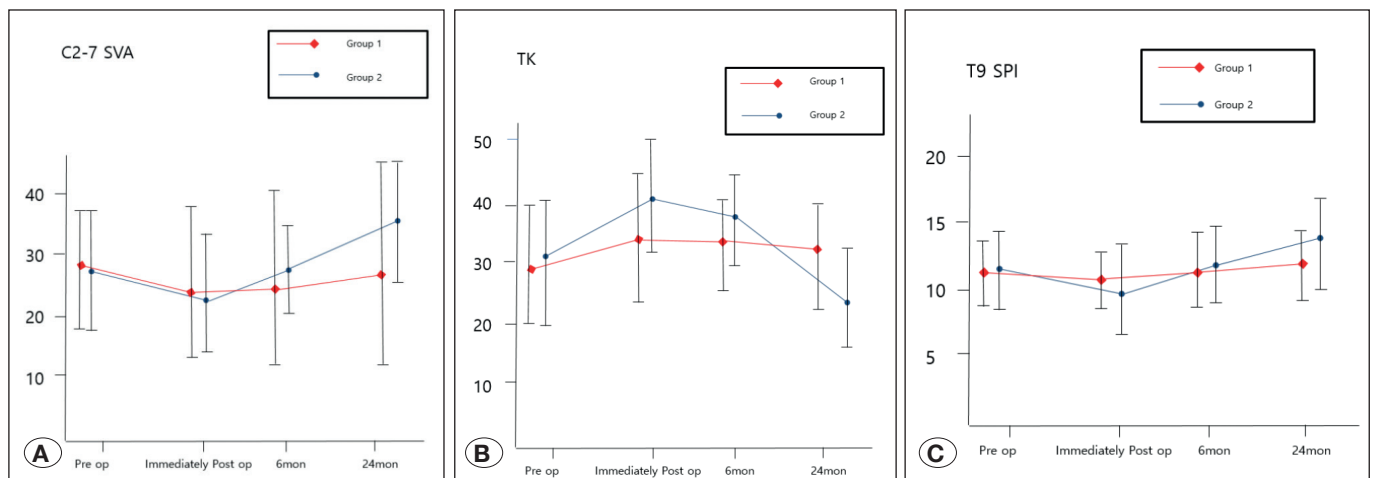 C2-7 SVA
Group 1
Group 2
40
30
20
10
A
Pre op Immediately Post op 6mon 24mon
TK
Group 1
Group 2
50
40
30
20
10
B
Pre op Immediately Post op 6mon 24mon
T9 SPI
Group 1
Group 2
20
15
10
5
C
Pre op Immediately Post op 6mon 24mon